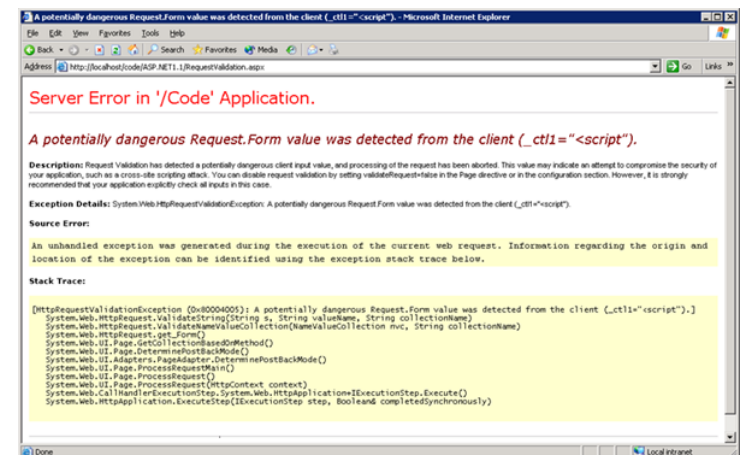 A potentially dangerous Request.Form value was detected from the client (_ctl1="<script"). - Microsoft Internet Explorer
File Edit View Favorites Tools Help
Back Search Favorites Media
Address http://localhost/code/ASP.NET1.1/RequestValidation.aspx Go Links »
Server Error in '/Code' Application.
A potentially dangerous Request.Form value was detected from the client (_ctl1="<script").
Description: Request Validation has detected a potentially dangerous client input value, and processing of the request has been aborted. This value may indicate an attempt to compromise the security of
your application, such as a cross-site scripting attack. You can disable request validation by setting validateRequest=false in the Page directive or in the configuration section. However, it is strongly
recommended that your application explicitly check all inputs in this case.
Exception Details: System.Web.HttpRequestValidationException: A potentially dangerous Request.Form value was detected from the client (_ctl1="<script").
Source Error:
An unhandled exception was generated during the execution of the current web request. Information regarding the origin and
location of the exception can be identified using the exception stack trace below.
Stack Trace:
[HttpRequestValidationException (0x80004005): A potentially dangerous Request.Form value was detected from the client (_ctl1="<script").]
System.Web.HttpRequest.ValidateString(String s, String valueName, String collectionName)
System.Web.HttpRequest.ValidateNameValueCollection(NameValueCollection nvc, String collectionName)
System.Web.HttpRequest.get_Form()
System.Web.UI.Page.GetCollectionBasedOnMethod()
System.Web.UI.Page.DeterminePostBackMode()
System.Web.UI.Adapters.PageAdapter.DeterminePostBackMode()
System.Web.UI.Page.ProcessRequestMain()
System.Web.UI.Page.ProcessRequest()
System.Web.UI.Page.ProcessRequest(HttpContext context)
System.Web.CallHandlerExecutionStep.System.Web.HttpApplication+IExecutionStep.Execute()
System.Web.HttpApplication.ExecuteStep(IExecutionStep step, Boolean& completedSynchronously)
Done Local intranet